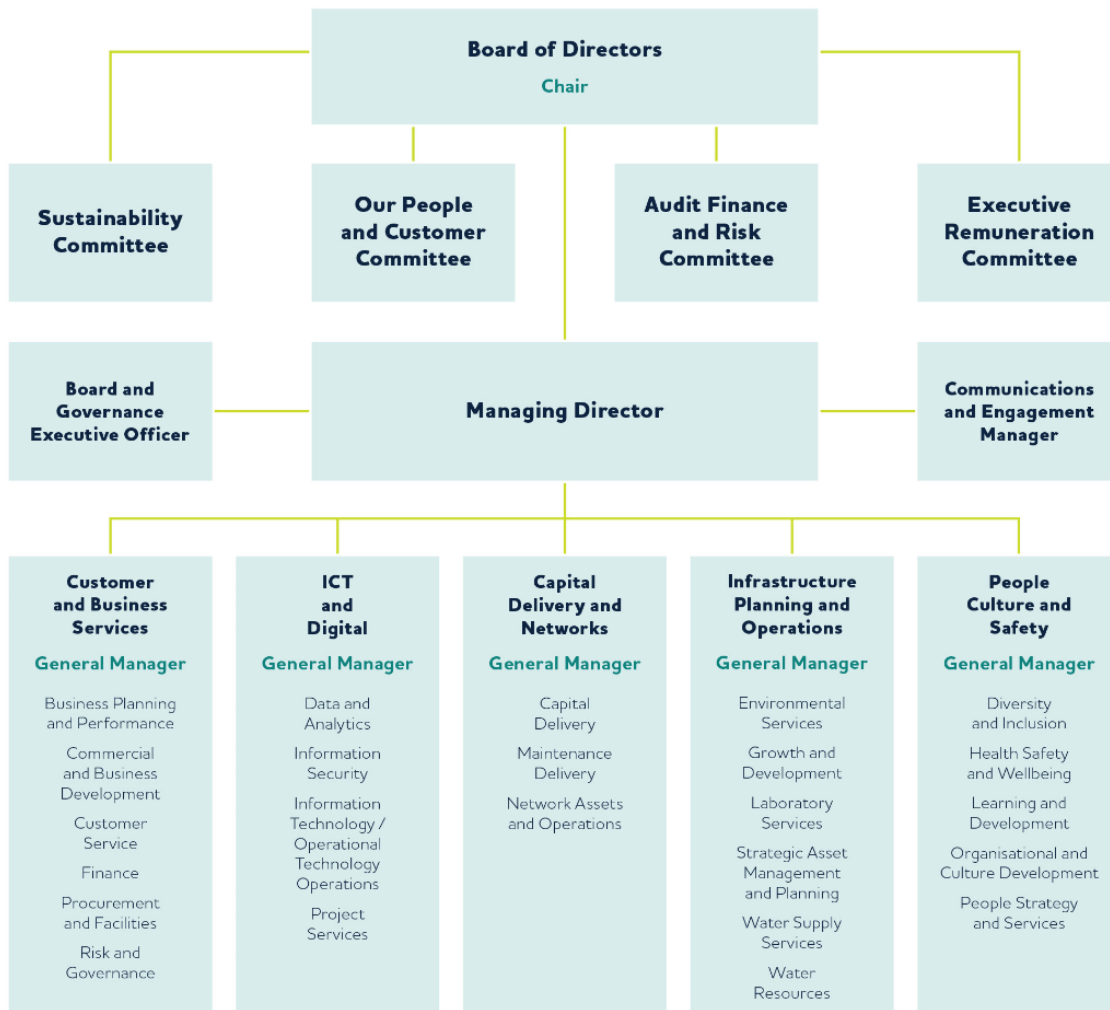 Board of Directors
Chair
Sustainability
Committee
Our People
and Customer
Committee
Audit Finance
and Risk
Committee
Executive
Remuneration
Committee
Board and
Governance
Executive Officer
Managing Director
Communications
and Engagement
Manager
Customer
and Business
Services
General Manager
Business Planning
and Performance
Commercial
and Business
Development
Customer
Service
Finance
Procurement
and Facilities
Risk and
Governance
ICT
and
Digital
General Manager
Data and
Analytics
Information
Security
Information
Technology /
Operational
Technology
Operations
Project
Services
Capital
Delivery and
Networks
General Manager
Capital
Delivery
Maintenance
Delivery
Network Assets
and Operations
Infrastructure
Planning and
Operations
General Manager
Environmental
Services
Growth and
Development
Laboratory
Services
Strategic Asset
Management
and Planning
Water Supply
Services
Water
Resources
People
Culture and
Safety
General Manager
Diversity
and Inclusion
Health Safety
and Wellbeing
Learning and
Development
Organisational and
Culture Development
People Strategy
and Services